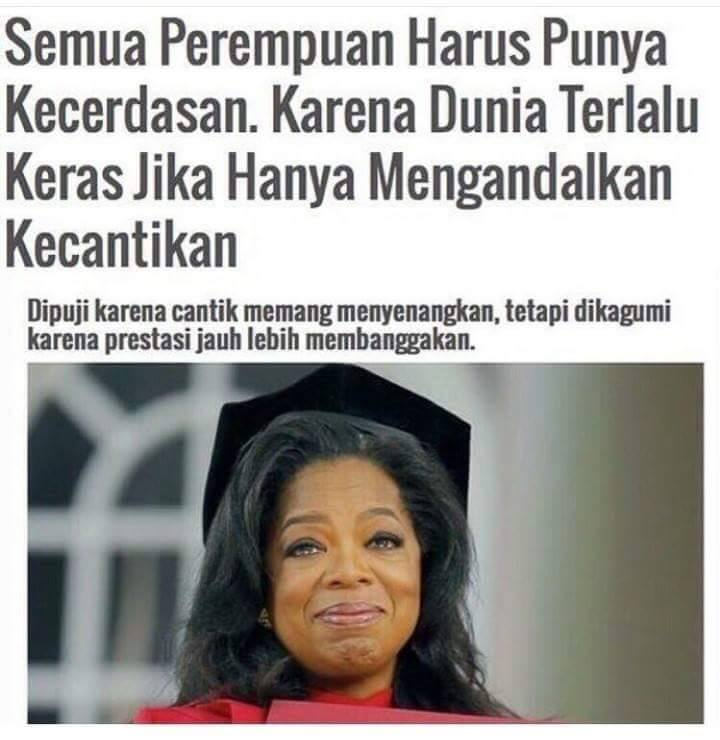 Semua Perempuan Harus Punya
Kecerdasan. Karena Dunia Terlalu
Keras Jika Hanya Mengandalkan
Kecantikan
Dipuji karena cantik memang menyenangkan, tetapi dikagumi
karena prestasi jauh lebih membanggakan.